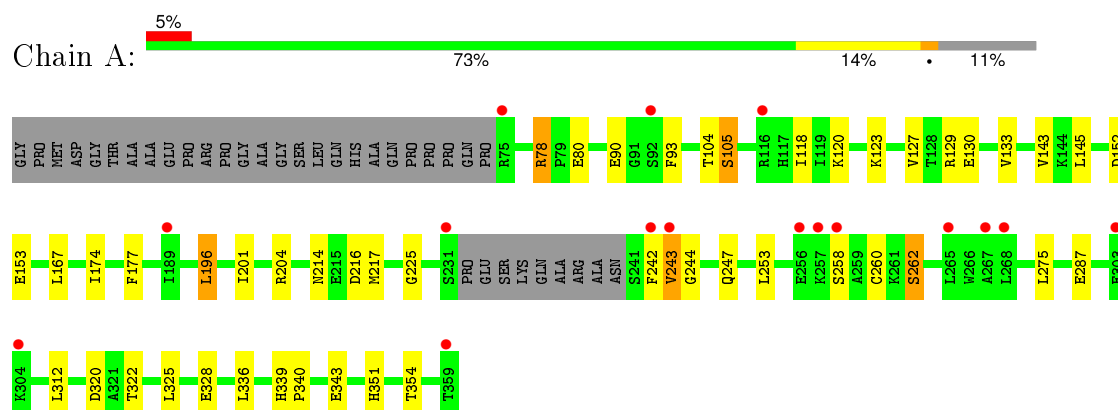 5%
Chain A:
73% 14% • 11%
GLY PRO MET ASP GLY THR ALA ALA GLU PRO ARG PRO GLY ALA GLY SER LEU GLN HIS ALA GLN PRO PRO PRO GLN PRO R75 R78 P79 E80 E90 G91 S92 F93 T104 S105 R116 H117 I118 I119 K120 K123 V127 T128 R129 E130 V133 V143 K144 L145 D152
E153 L167 I174 F177 I189 L196 I201 R204 N214 E215 D216 M217 G225 S231 PRO GLU SER LYS GLN ALA ARG ALA ASN S241 F242 V243 G244 Q247 L253 E256 K257 S258 A259 C260 K261 S262 L265 W266 A267 L268 L275 E287
K304 L312 D320 A321 T322 L325 E328 L336 H339 P340 E343 H351 T354 T359